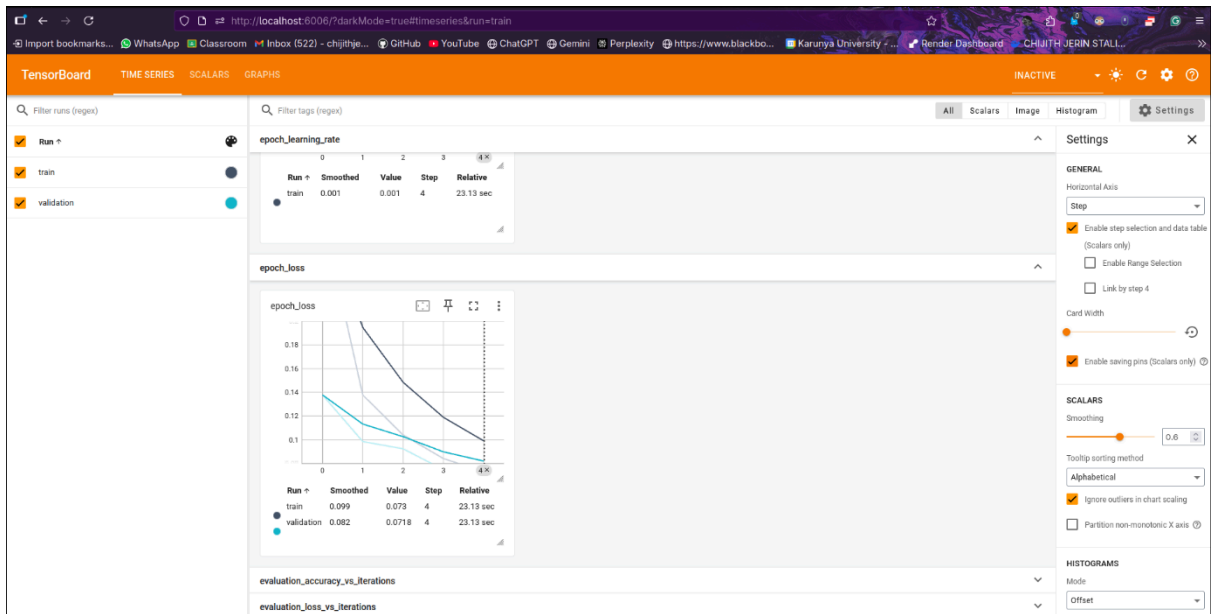 http://localhost:6006/?darkMode=true#timeseries&run=train
Import bookmarks... WhatsApp Classroom Inbox (522) - chijithje... GitHub YouTube ChatGPT Gemini Perplexity https://www.blackbo... Karunya University - ... Render Dashboard CHIJITH JERIN STALI... »
TensorBoard TIME SERIES SCALARS GRAPHS INACTIVE
Filter runs (regex)
Run ↑
train
validation
Filter tags (regex) All Scalars Image Histogram Settings
epoch_learning_rate
0 1 2 3 4 ×
Run ↑ Smoothed Value Step Relative
train 0.001 0.001 4 23.13 sec
epoch_loss
epoch_loss
0.18
0.16
0.14
0.12
0.1
0 1 2 3 4 ×
Run ↑ Smoothed Value Step Relative
train 0.099 0.073 4 23.13 sec
validation 0.082 0.0718 4 23.13 sec
evaluation_accuracy_vs_iterations
evaluation_loss_vs_iterations
Settings
GENERAL
Horizontal Axis
Step
Enable step selection and data table
(Scalars only)
Enable Range Selection
Link by step 4
Card Width
Enable saving pins (Scalars only)
SCALARS
Smoothing
0.6
Tooltip sorting method
Alphabetical
Ignore outliers in chart scaling
Partition non-monotonic X axis
HISTOGRAMS
Mode
Offset